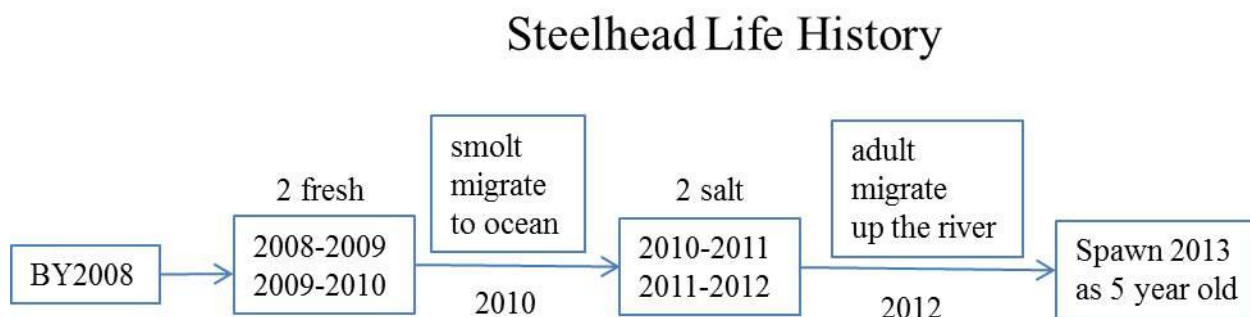 Steelhead Life History
BY2008
2 fresh
2008-2009
2009-2010
smolt
migrate
to ocean
2010
2 salt
2010-2011
2011-2012
adult
migrate
up the river
2012
Spawn 2013
as 5 year old